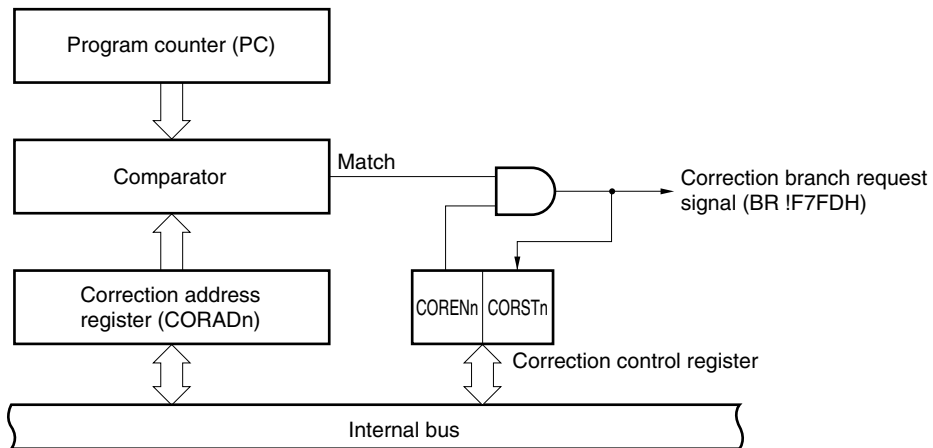 Program counter (PC)
Comparator
Match
Correction branch request
signal (BR !F7FDH)
Correction address
register (CORADn)
CORENn
CORSTn
Correction control register
Internal bus